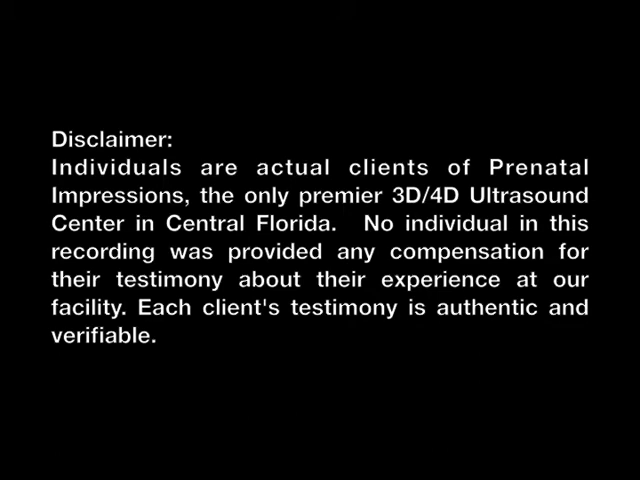 Disclaimer:
Individuals are actual clients of Prenatal
Impressions, the only premier 3D/4D Ultrasound
Center in Central Florida.  No individual in this
recording was provided any compensation for
their testimony about their experience at our
facility. Each client's testimony is authentic and
verifiable.